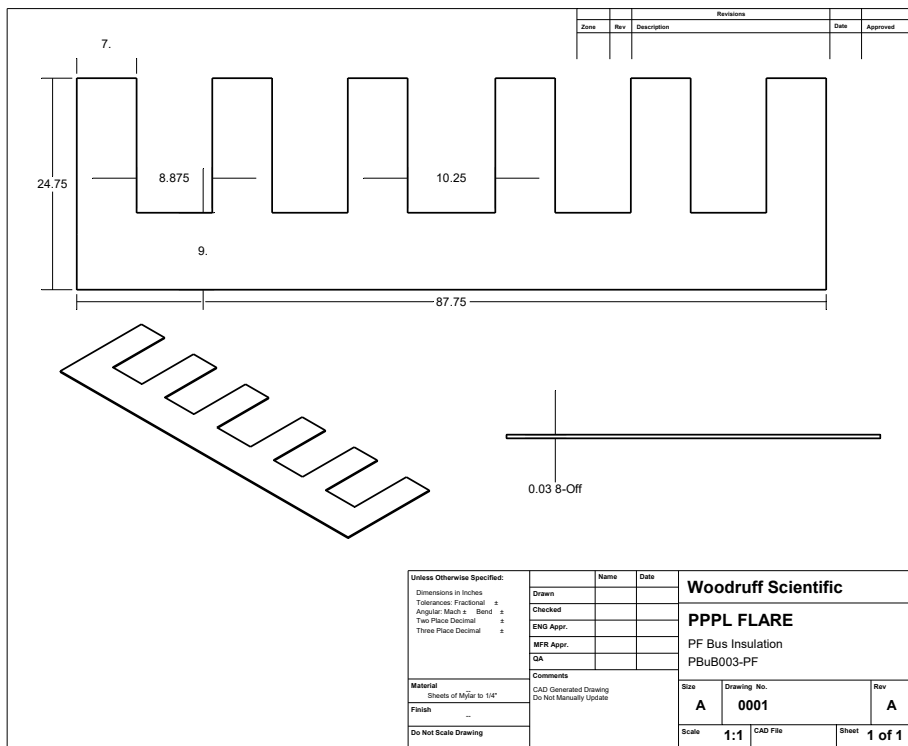 Revisions
Zone Rev Description Date Approved
7.
24.75
8.875
10.25
9.
87.75
0.03 8-Off
Unless Otherwise Specified:
Dimensions in Inches
Tolerances: Fractional ±
Angular: Mach ± Bend ±
Two Place Decimal ±
Three Place Decimal ±
Material
--
Sheets of Mylar to 1/4"
Finish
--
Do Not Scale Drawing
Name Date
Drawn
Checked
ENG Appr.
MFR Appr.
QA
Comments
CAD Generated Drawing
Do Not Manually Update
Woodruff Scientific
PPPL FLARE
PF Bus Insulation
PBuB003-PF
Size Drawing No. Rev
A 0001 A
Scale 1:1 CAD File Sheet 1 of 1